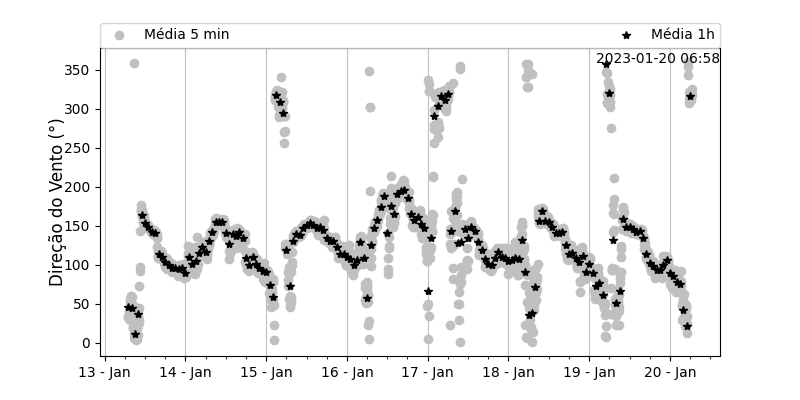 Média 5 min
Média 1h
2023-01-20 06:58
Direção do Vento (°)
350
300
250
200
150
100
50
0
13 - Jan
14 - Jan
15 - Jan
16 - Jan
17 - Jan
18 - Jan
19 - Jan
20 - Jan